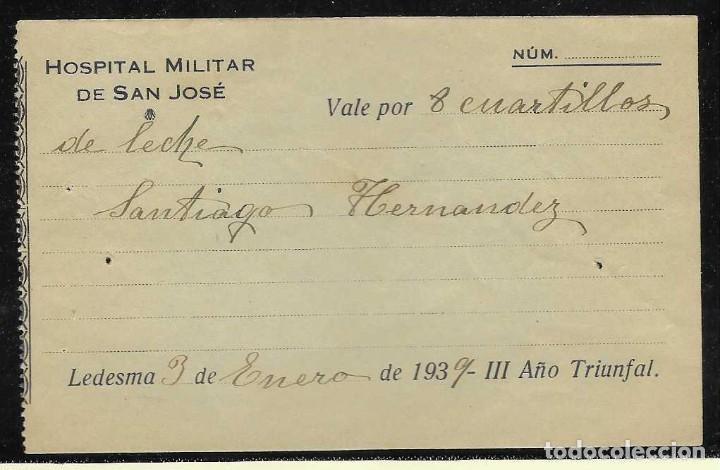 HOSPITAL MILITAR
DE SAN JOSÉ
NÚM.
Vale por 8 cuartillos
de leche
Santiago Hernandez
Ledesma 3 de Enero de 1939 - III Año Triunfal.
todocoleccion